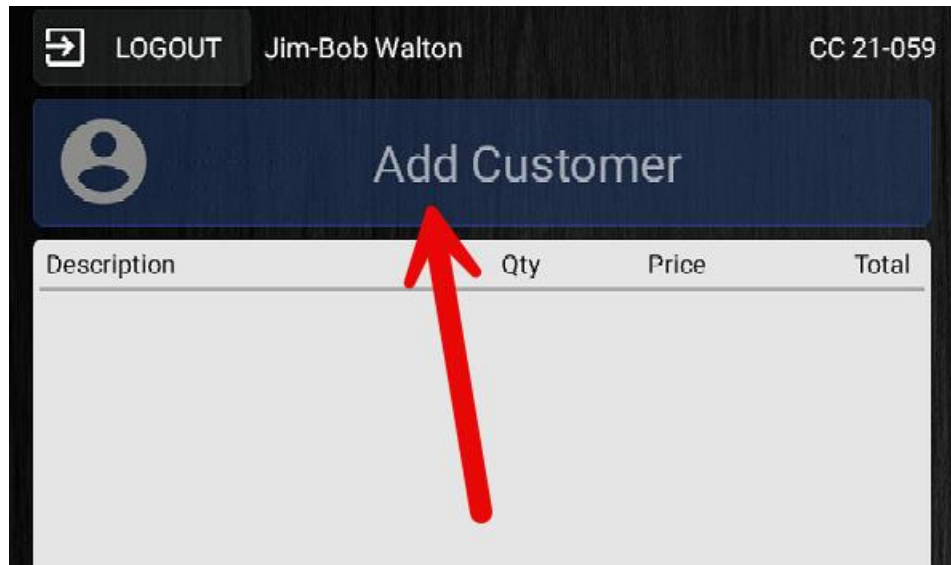 LOGOUT Jim-Bob Walton CC 21-059
Add Customer
Description Qty Price Total